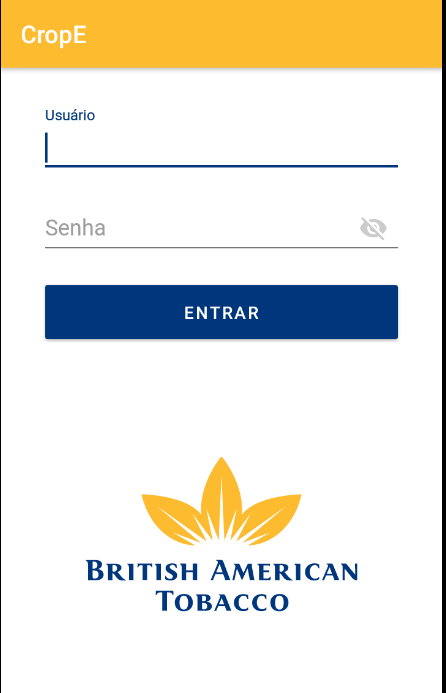 CropE
Usuário
Senha
ENTRAR
BRITISH AMERICAN
TOBACCO